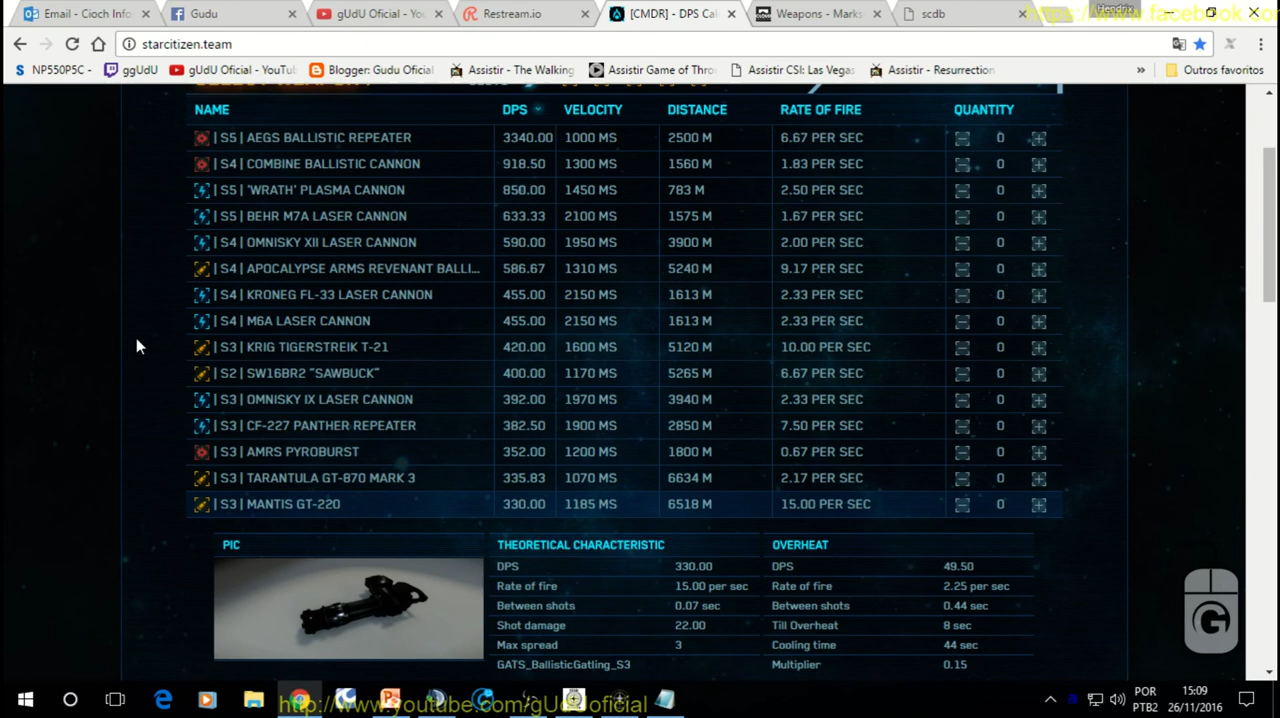 Email - Cioch Info
Gudu
gUdU Oficial - Yo
Restream.io
[CMDR] - DPS Cal
Weapons - Marks
scdb
Hendrix
https://www.facebook.
starcitizen.team
NP550P5C -
ggUdU
gUdU Oficial - YouTu
Blogger: Gudu Oficial
Assistir - The Walking
Assistir Game of Thro
Assistir CSI: Las Vegas
Assistir - Resurrection
»
Outros favoritos
NAME DPS VELOCITY DISTANCE RATE OF FIRE QUANTITY
| S5 | AEGS BALLISTIC REPEATER 3340.00 1000 MS 2500 M 6.67 PER SEC 0
| S4 | COMBINE BALLISTIC CANNON 918.50 1300 MS 1560 M 1.83 PER SEC 0
| S5 | 'WRATH' PLASMA CANNON 850.00 1450 MS 783 M 2.50 PER SEC 0
| S5 | BEHR M7A LASER CANNON 633.33 2100 MS 1575 M 1.67 PER SEC 0
| S4 | OMNISKY XII LASER CANNON 590.00 1950 MS 3900 M 2.00 PER SEC 0
| S4 | APOCALYPSE ARMS REVENANT BALLI... 586.67 1310 MS 5240 M 9.17 PER SEC 0
| S4 | KRONEG FL-33 LASER CANNON 455.00 2150 MS 1613 M 2.33 PER SEC 0
| S4 | M6A LASER CANNON 455.00 2150 MS 1613 M 2.33 PER SEC 0
| S3 | KRIG TIGERSTREIK T-21 420.00 1600 MS 5120 M 10.00 PER SEC 0
| S2 | SW16BR2 “SAWBUCK” 400.00 1170 MS 5265 M 6.67 PER SEC 0
| S3 | OMNISKY IX LASER CANNON 392.00 1970 MS 3940 M 2.33 PER SEC 0
| S3 | CF-227 PANTHER REPEATER 382.50 1900 MS 2850 M 7.50 PER SEC 0
| S3 | AMRS PYROBURST 352.00 1200 MS 1800 M 0.67 PER SEC 0
| S3 | TARANTULA GT-870 MARK 3 335.83 1070 MS 6634 M 2.17 PER SEC 0
| S3 | MANTIS GT-220 330.00 1185 MS 6518 M 15.00 PER SEC 0
PIC THEORETICAL CHARACTERISTIC OVERHEAT
DPS 330.00 DPS 49.50
Rate of fire 15.00 per sec Rate of fire 2.25 per sec
Between shots 0.07 sec Between shots 0.44 sec
Shot damage 22.00 Till Overheat 8 sec
Max spread 3 Cooling time 44 sec
GATS_BallisticGatling_S3 Multiplier 0.15
G
http://www.youtube.com/gUdUoficial
POR 15:09
PTB2 26/11/2016